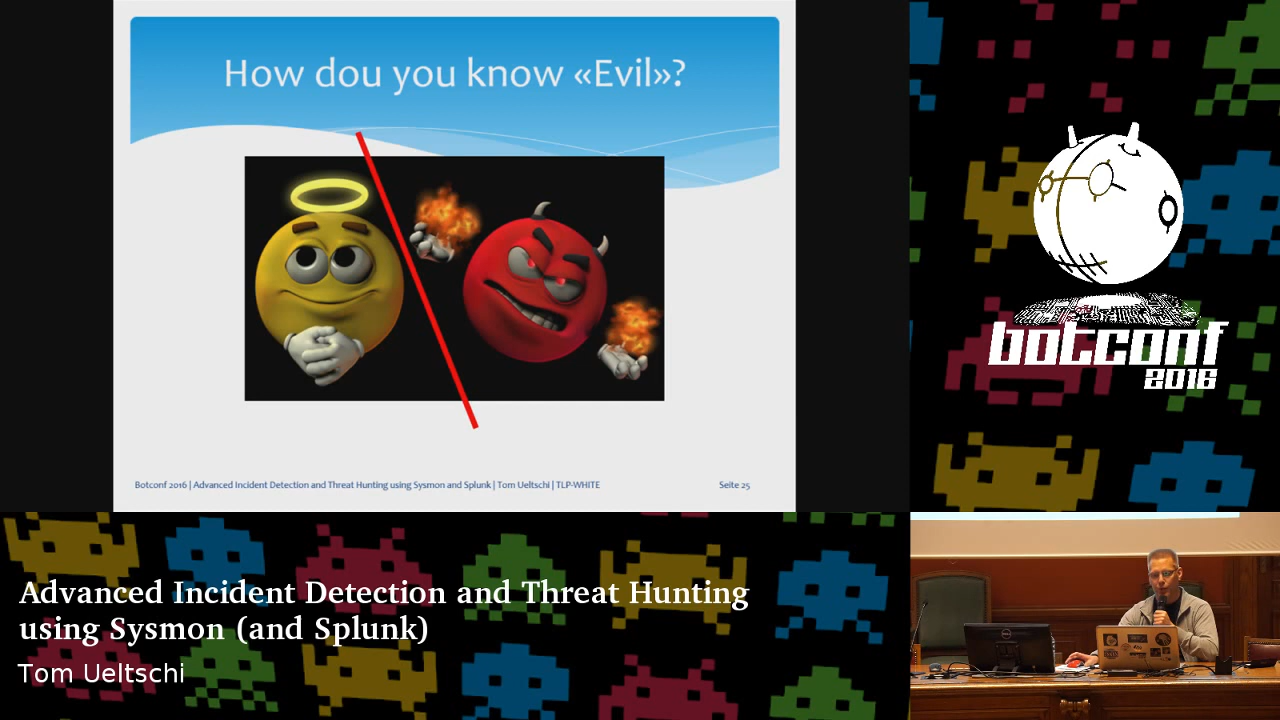 How dou you know «Evil»?
Botconf 2016 | Advanced Incident Detection and Threat Hunting using Sysmon and Splunk | Tom Ueltschi | TLP-WHITE
Seite 25
botconf
2016
Advanced Incident Detection and Threat Hunting
using Sysmon (and Splunk)
Tom Ueltschi